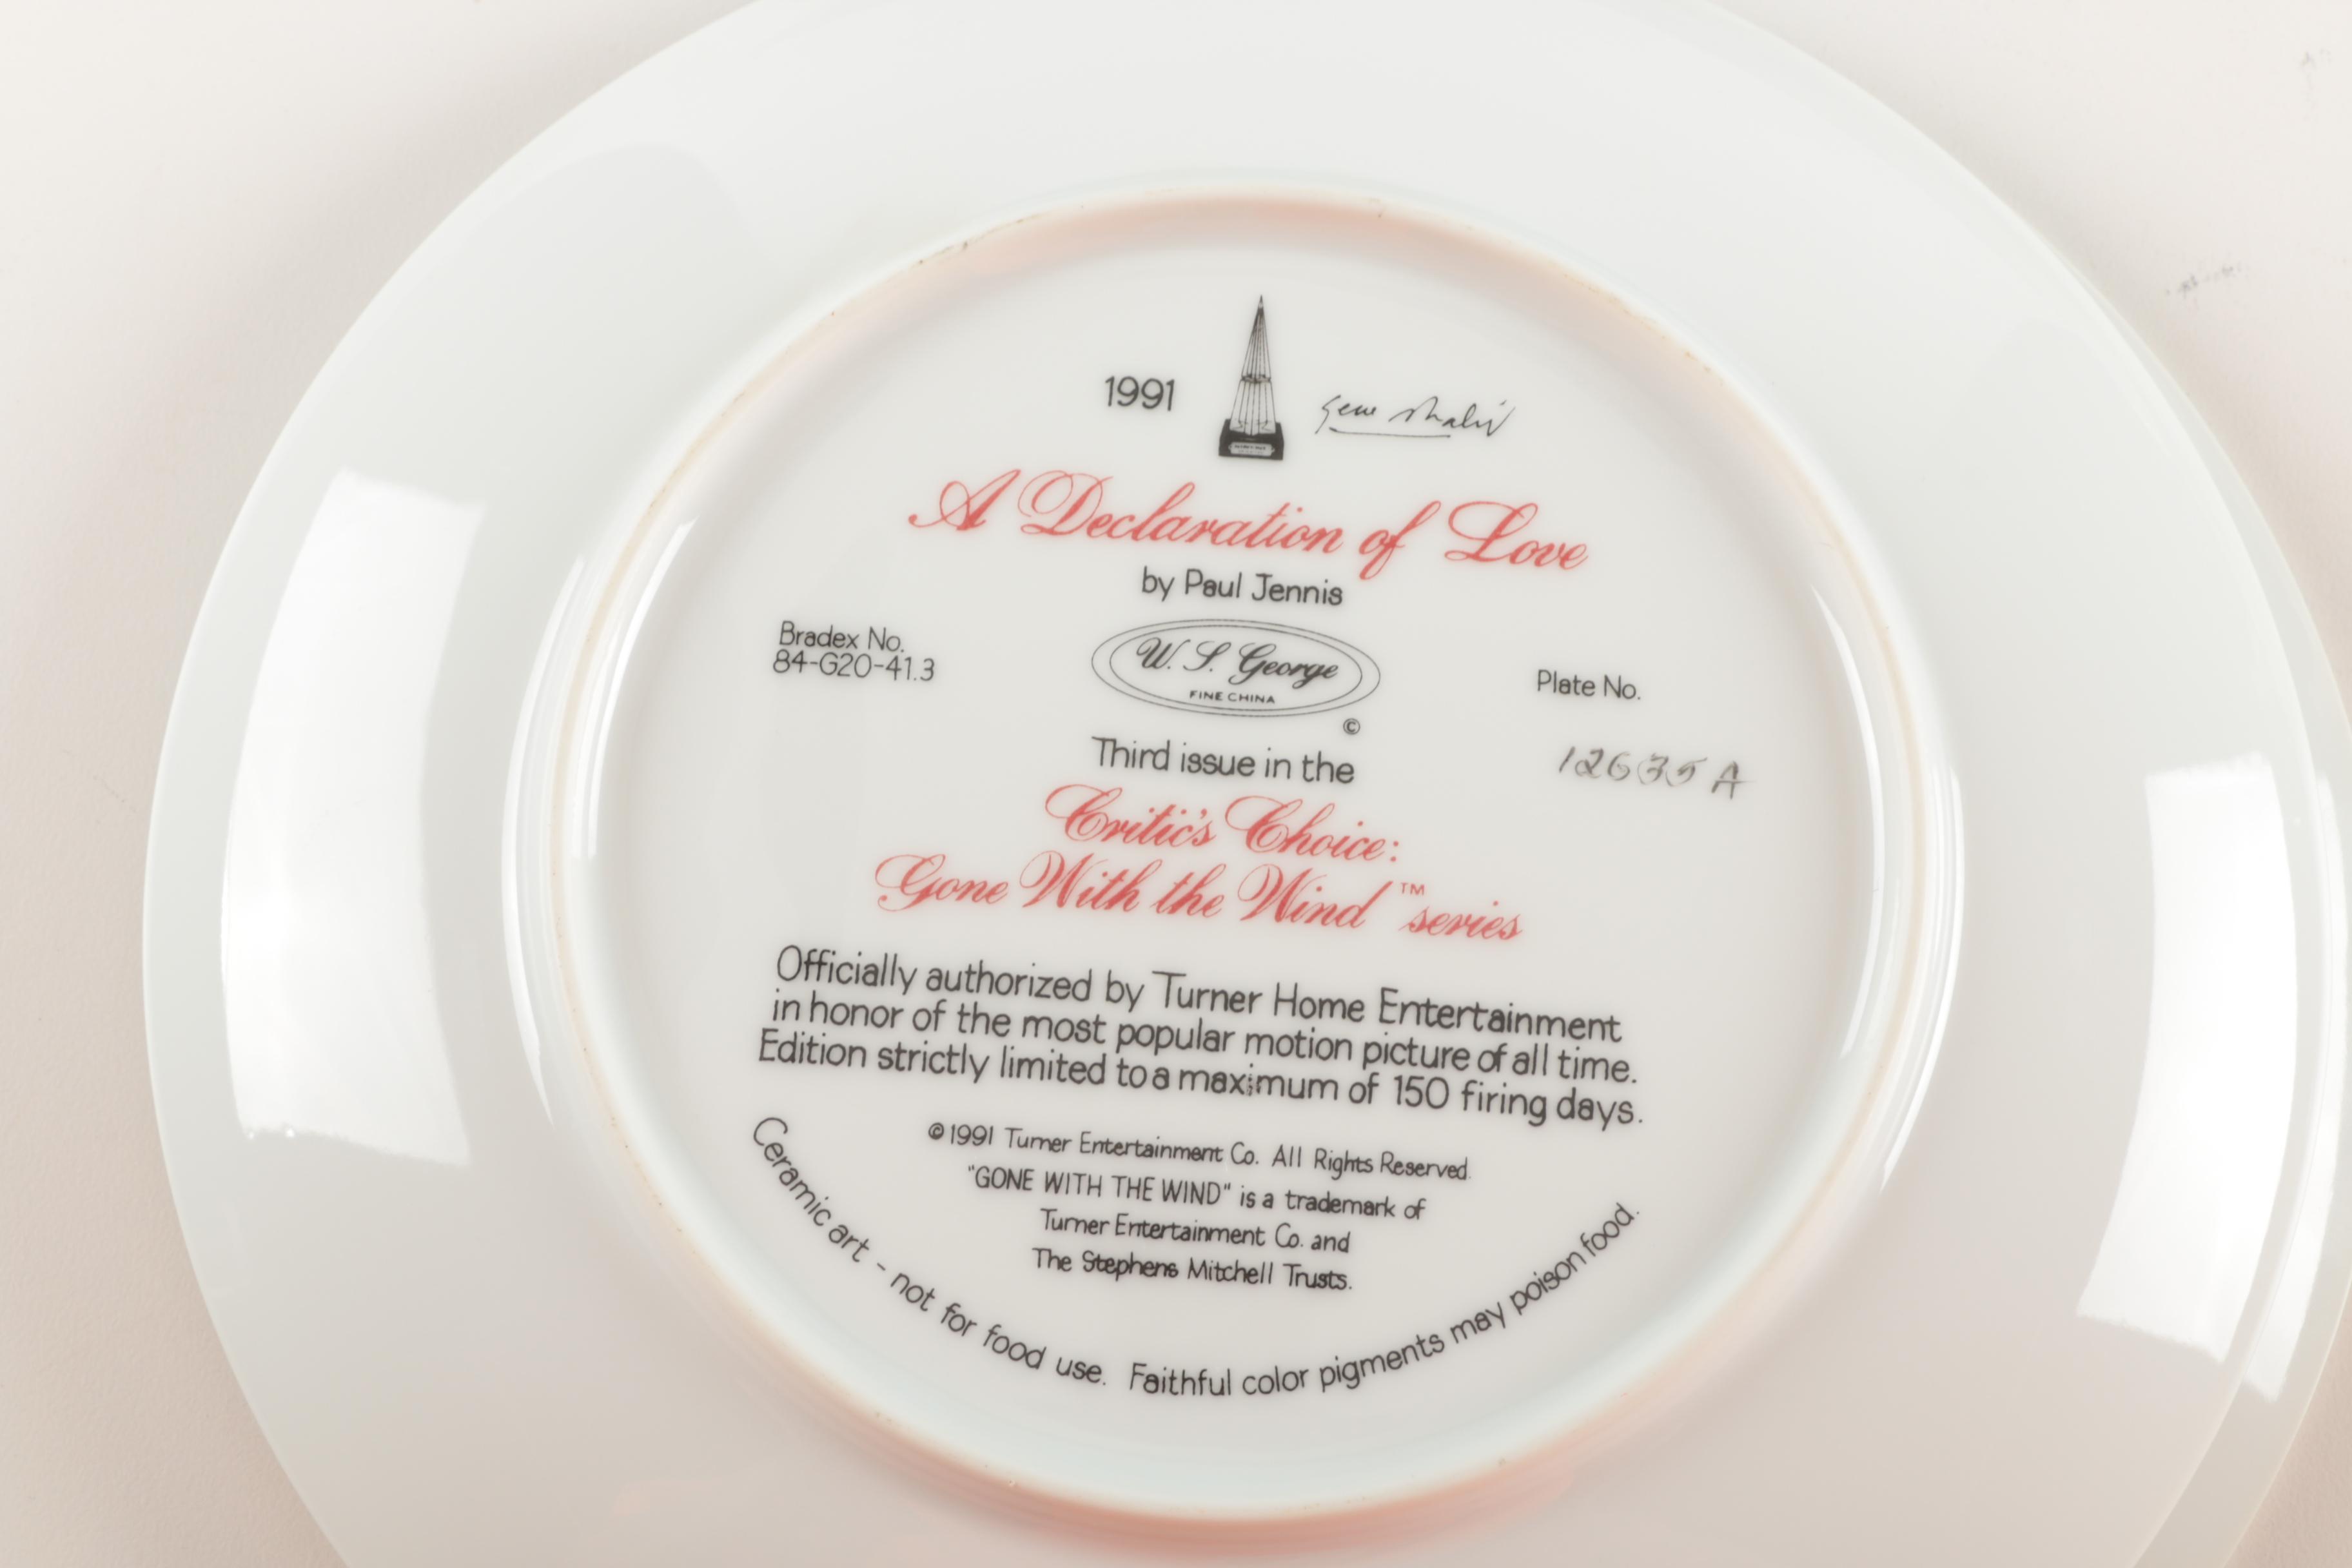 1991
Gene Shalit
A Declaration of Love
by Paul Jennis
Bradex No.
84-G20-41.3
W. S. George
FINE CHINA
©
Plate No.
12635 A
Third issue in the
Critic's Choice:
Gone With the Wind™ series
Officially authorized by Turner Home Entertainment
in honor of the most popular motion picture of all time.
Edition strictly limited to a maximum of 150 firing days.
©1991 Turner Entertainment Co. All Rights Reserved.
"GONE WITH THE WIND" is a trademark of
Turner Entertainment Co. and
The Stephens Mitchell Trusts.
Ceramic art - not for food use. Faithful color pigments may poison food.